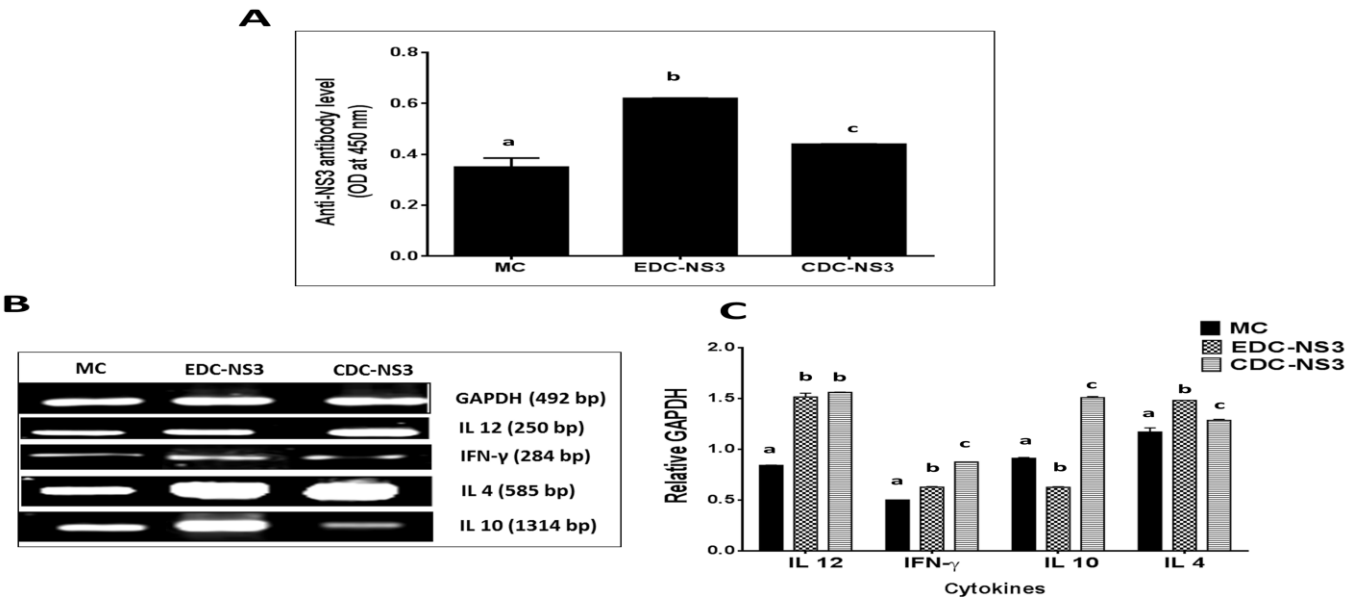 A
Anti-NS3 antibody level
(OD at 450 nm)
0.8
0.6
0.4
0.2
0.0
a
b
c
MC
EDC-NS3
CDC-NS3
B
MC EDC-NS3 CDC-NS3
GAPDH (492 bp)
IL 12 (250 bp)
IFN-γ (284 bp)
IL 4 (585 bp)
IL 10 (1314 bp)
C
MC
EDC-NS3
CDC-NS3
Relative GAPDH
2.0
1.5
1.0
0.5
0.0
a b b
a b c
a b c
a b c
IL 12 IFN-γ IL 10 IL 4
Cytokines